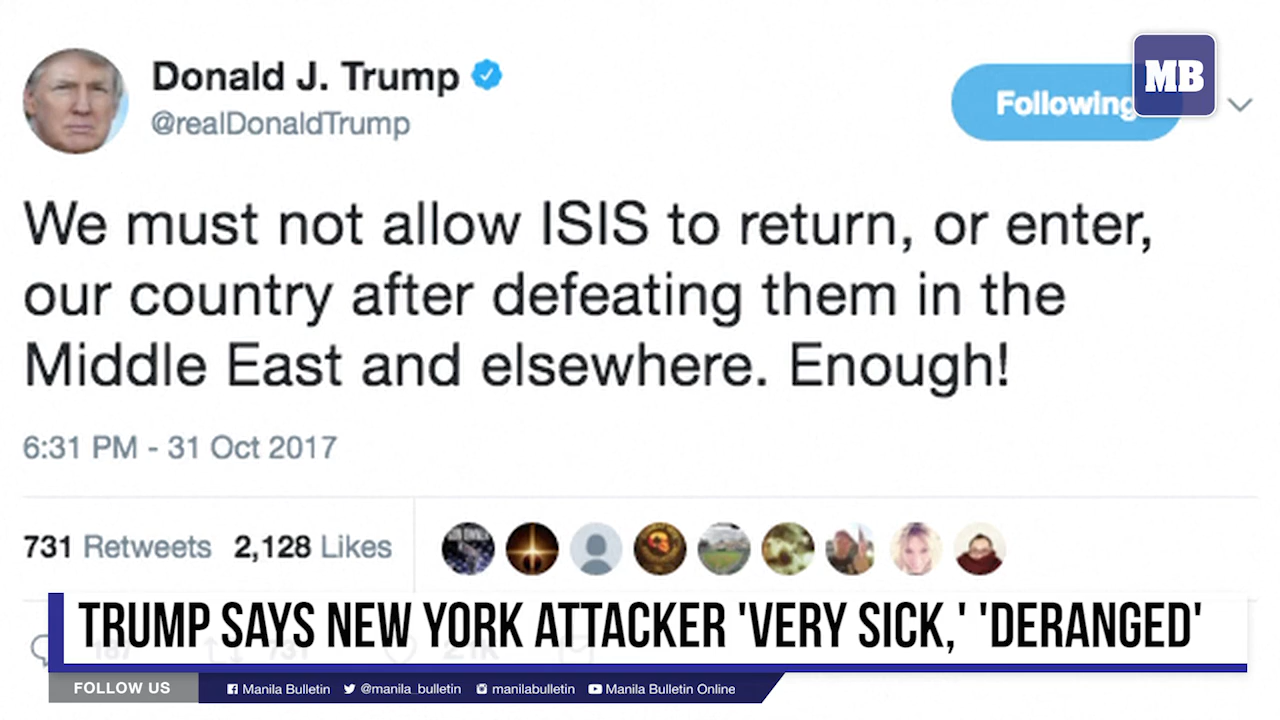 Donald J. Trump
@realDonaldTrump
Following
MB
We must not allow ISIS to return, or enter,
our country after defeating them in the
Middle East and elsewhere. Enough!
6:31 PM - 31 Oct 2017
731 Retweets 2,128 Likes
TRUMP SAYS NEW YORK ATTACKER 'VERY SICK,' 'DERANGED'
FOLLOW US
Manila Bulletin @manila_bulletin manilabulletin Manila Bulletin Online